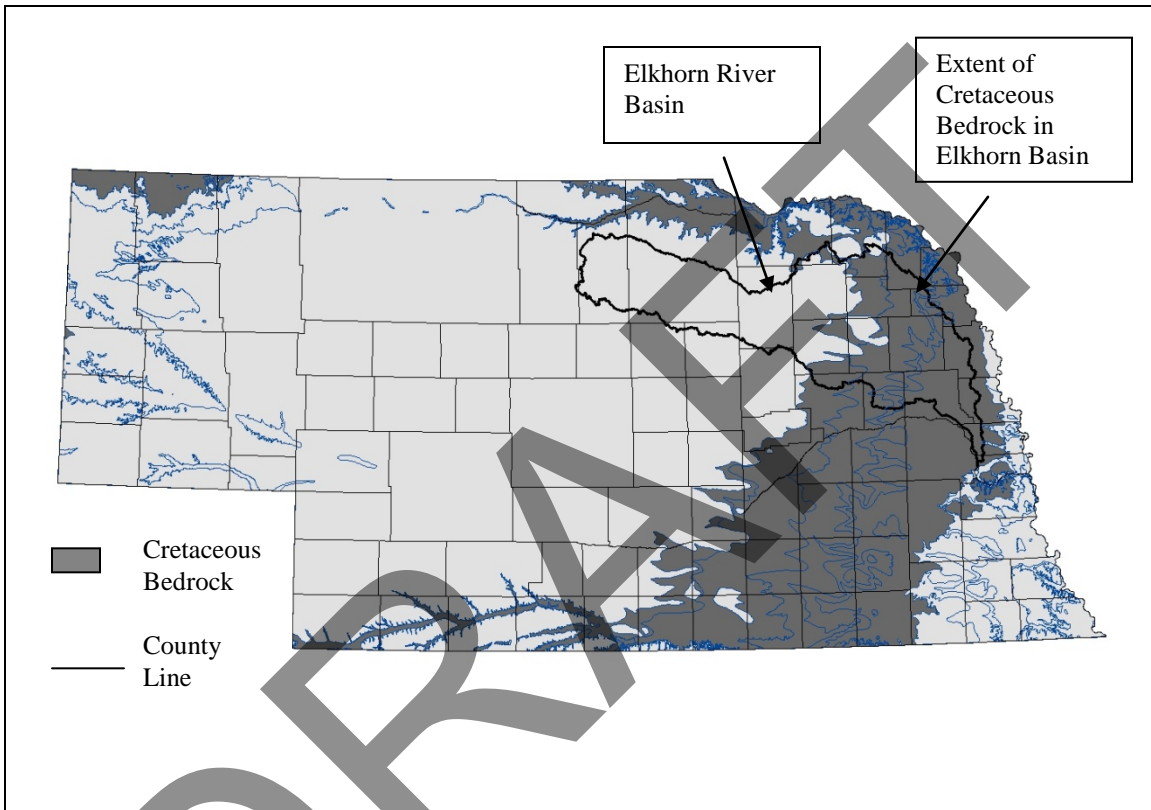 Elkhorn River
Basin
Extent of
Cretaceous
Bedrock in
Elkhorn Basin
Cretaceous
Bedrock
County
Line
DRAFT